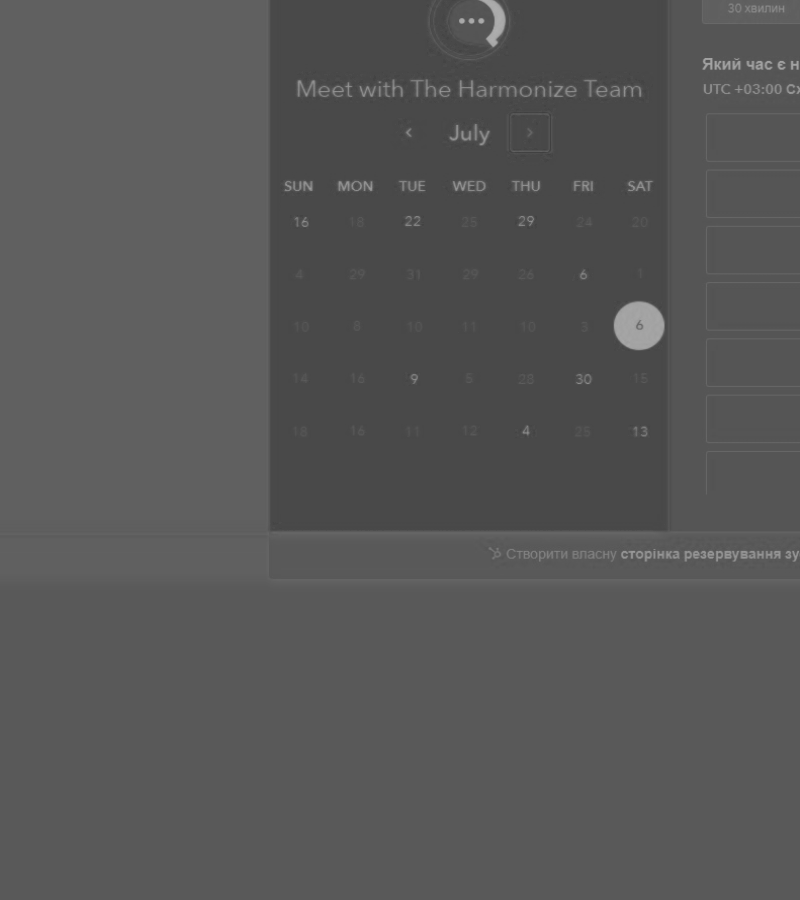 30 хвилин
Який час є н
UTC +03:00 Сх
Meet with The Harmonize Team
July
SUN MON TUE WED THU FRI SAT
16 18 22 25 29 24 20
4 29 31 29 26 6 1
10 8 10 11 10 3 6
14 16 9 5 28 30 15
18 16 11 12 4 25 13
Створити власну сторінка резервування зу